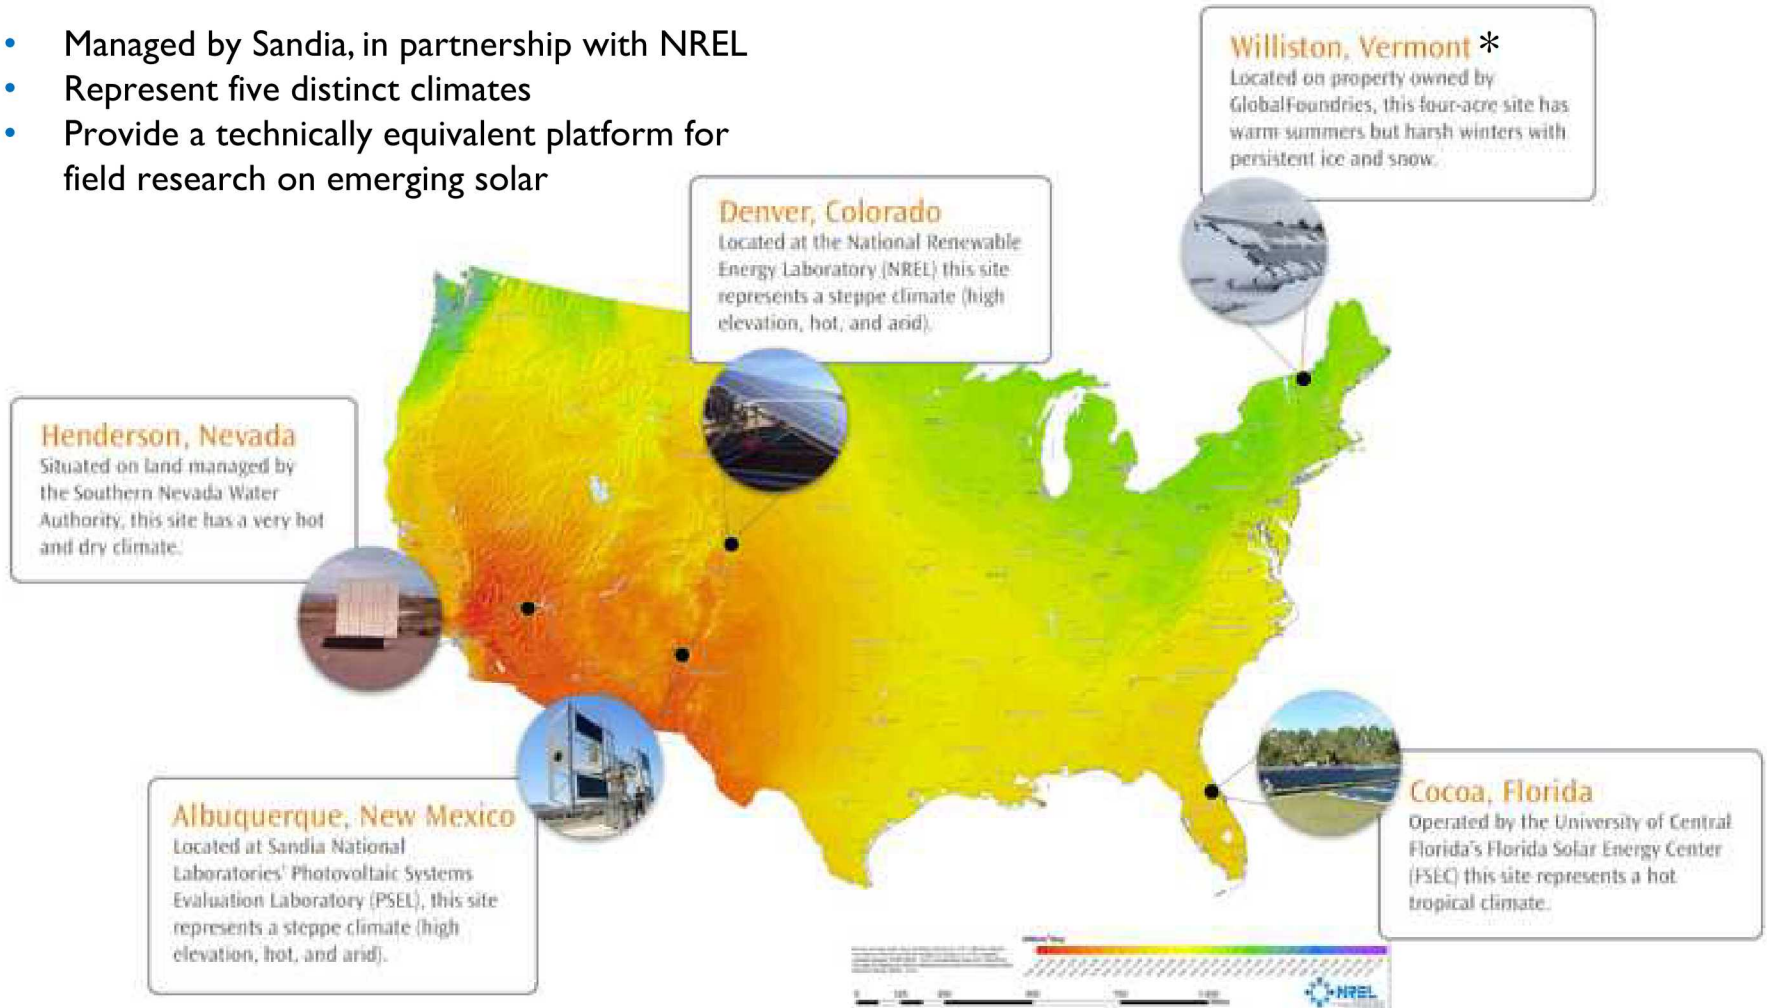 • Managed by Sandia, in partnership with NREL
• Represent five distinct climates
• Provide a technically equivalent platform for
field research on emerging solar
Williston, Vermont *
Located on property owned by
GlobalFoundries, this four-acre site has
warm summers but harsh winters with
persistent ice and snow.
Denver, Colorado
Located at the National Renewable
Energy Laboratory (NREL) this site
represents a steppe climate (high
elevation, hot, and arid).
Henderson, Nevada
Situated on land managed by
the Southern Nevada Water
Authority, this site has a very hot
and dry climate.
Albuquerque, New Mexico
Located at Sandia National
Laboratories' Photovoltaic Systems
Evaluation Laboratory (PSEL), this site
represents a steppe climate (high
elevation, hot, and arid).
Cocoa, Florida
Operated by the University of Central
Florida's Florida Solar Energy Center
(FSEC) this site represents a hot
tropical climate.
NREL